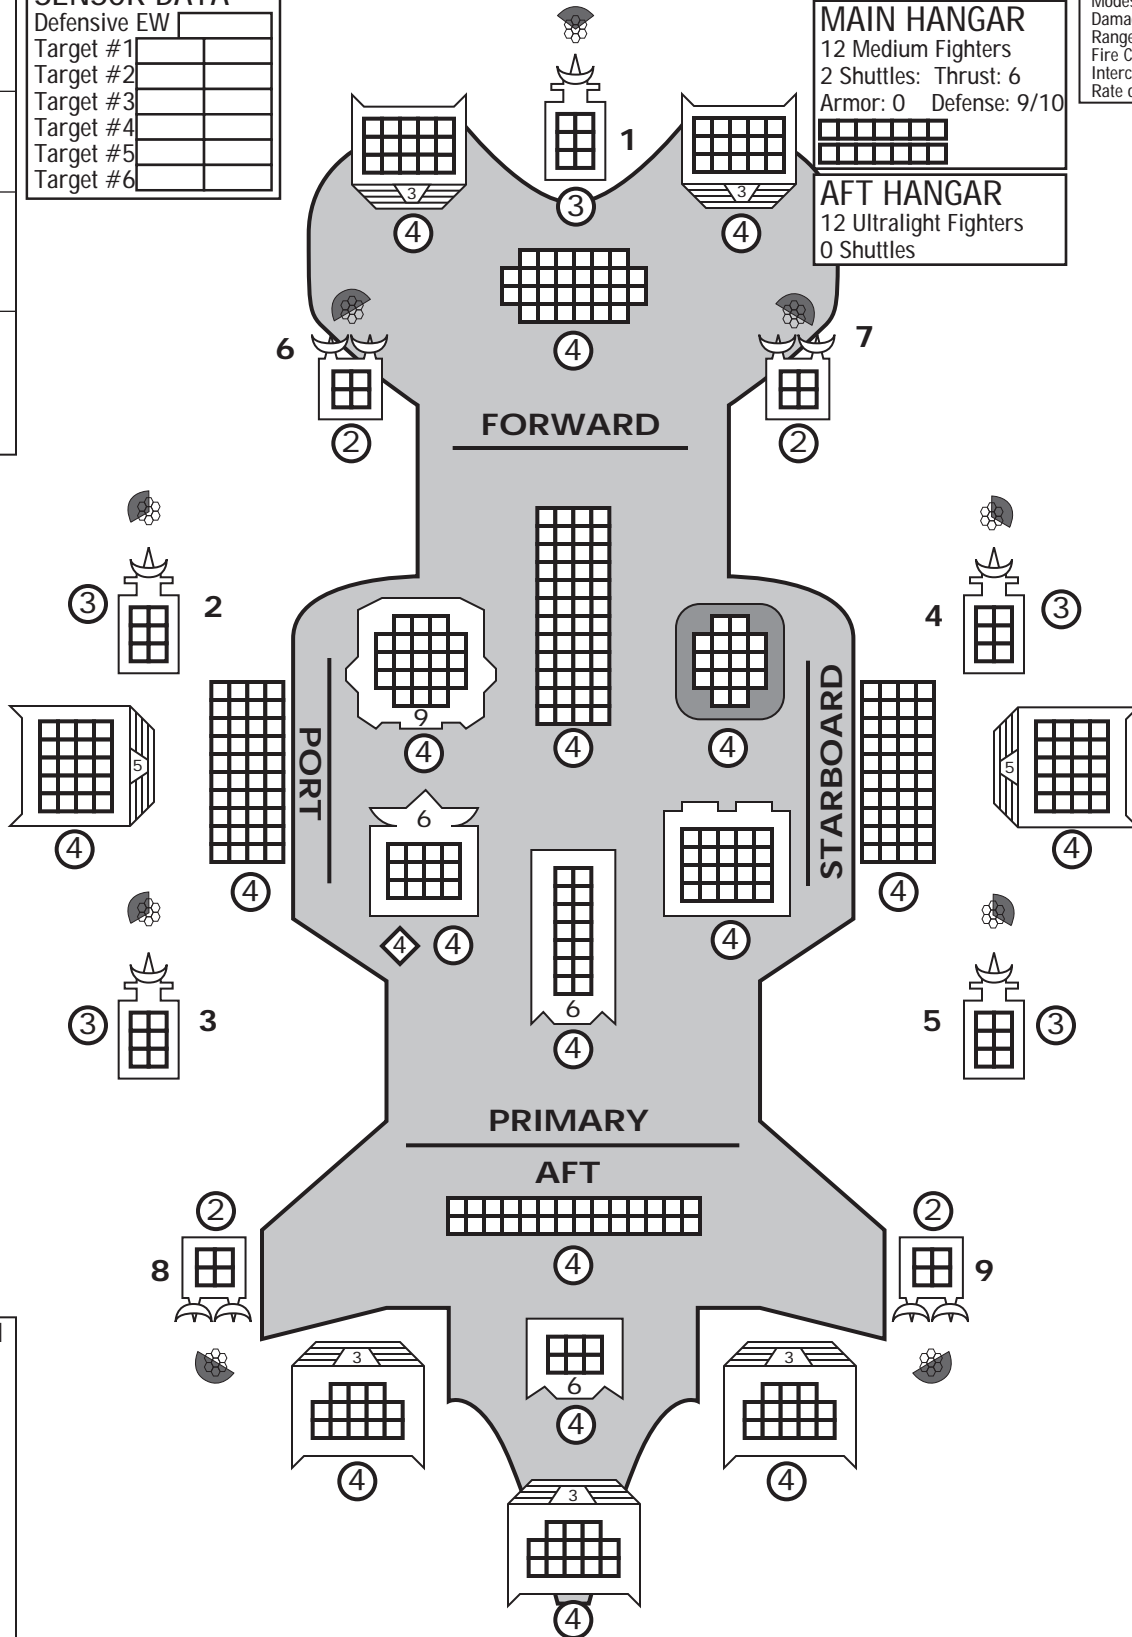 SENSOR DATA
Defensive EW
Target #1
Target #2
Target #3
Target #4
Target #5
Target #6
MAIN HANGAR
12 Medium Fighters
2 Shuttles: Thrust: 6
Armor: 0 Defense: 9/10
AFT HANGAR
12 Ultralight Fighters
0 Shuttles
Modes
Damag
Range
Fire C
Interc
Rate o
1
3
3
3
4
4
4
6
7
2
2
FORWARD
3
2
4
3
9
4
4
4
PORT
STARBOARD
5
5
4
4
6
4
4
4
4
4
6
4
3
3
5
3
PRIMARY
AFT
2
2
8
9
4
3
6
3
4
4
4
3
4